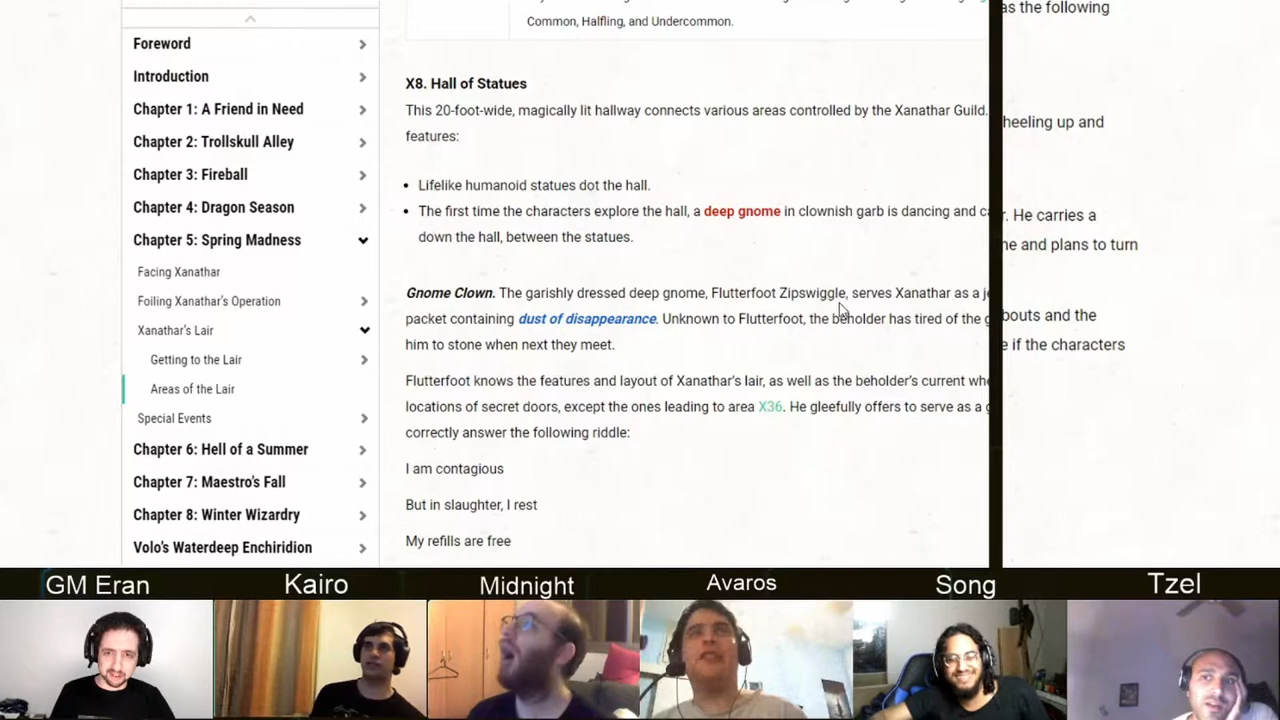 Common, Halfling, and Undercommon.
as the following
Foreword
Introduction
Chapter 1: A Friend in Need
Chapter 2: Trollskull Alley
Chapter 3: Fireball
Chapter 4: Dragon Season
Chapter 5: Spring Madness
Facing Xanathar
Foiling Xanathar's Operation
Xanathar's Lair
Getting to the Lair
Areas of the Lair
Special Events
Chapter 6: Hell of a Summer
Chapter 7: Maestro's Fall
Chapter 8: Winter Wizardry
Volo's Waterdeep Enchiridion
X8. Hall of Statues
This 20-foot-wide, magically lit hallway connects various areas controlled by the Xanathar Guild.
features:
• Lifelike humanoid statues dot the hall.
• The first time the characters explore the hall, a deep gnome in clownish garb is dancing and
heeling up and
down the hall, between the statues.
Gnome Clown. The garishly dressed deep gnome, Flutterfoot Zipswiggle, serves Xanathar as a
He carries a
packet containing dust of disappearance. Unknown to Flutterfoot, the beholder has tired of the
and plans to turn
him to stone when next they meet.
Flutterfoot knows the features and layout of Xanathar's lair, as well as the beholder's current
bouts and the
locations of secret doors, except the ones leading to area X36. He gleefully offers to serve as a
if the characters
correctly answer the following riddle:
I am contagious
But in slaughter, I rest
My refills are free
GM Eran
Kairo
Midnight
Avaros
Song
Tzel